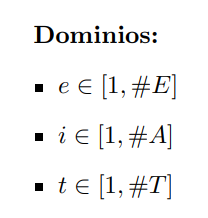 Dominios:
▪ e ∈ [1, #E]
▪ i ∈ [1, #A]
▪ t ∈ [1, #T]